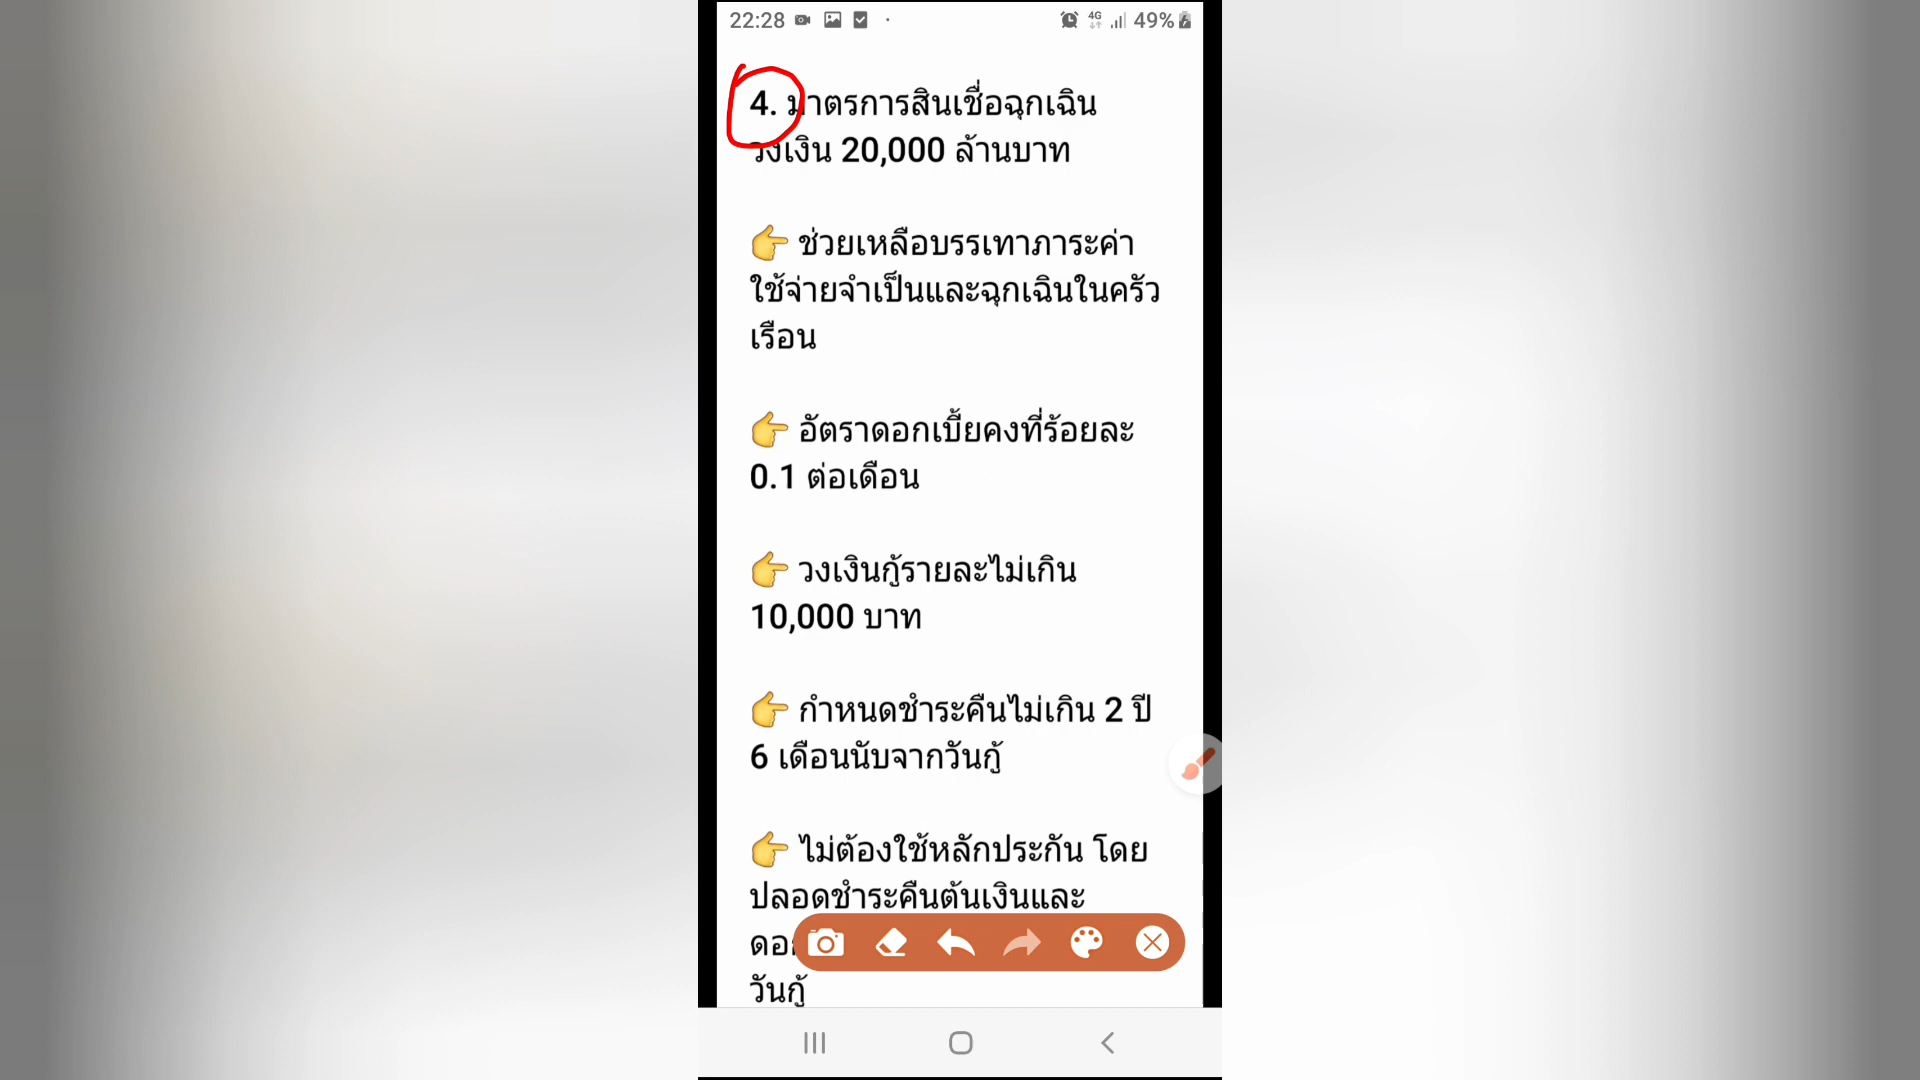 22:28 4G 49%
4. มาตรการสินเชื่อฉุกเฉิน
วงเงิน 20,000 ล้านบาท
👉 ช่วยเหลือบรรเทาภาระค่า
ใช้จ่ายจำเป็นและฉุกเฉินในครัว
เรือน
👉 อัตราดอกเบี้ยคงที่ร้อยละ
0.1 ต่อเดือน
👉 วงเงินกู้รายละไม่เกิน
10,000 บาท
👉 กำหนดชำระคืนไม่เกิน 2 ปี
6 เดือนนับจากวันกู้
👉 ไม่ต้องใช้หลักประกัน โดย
ปลอดชำระคืนต้นเงินและ
วันกู้